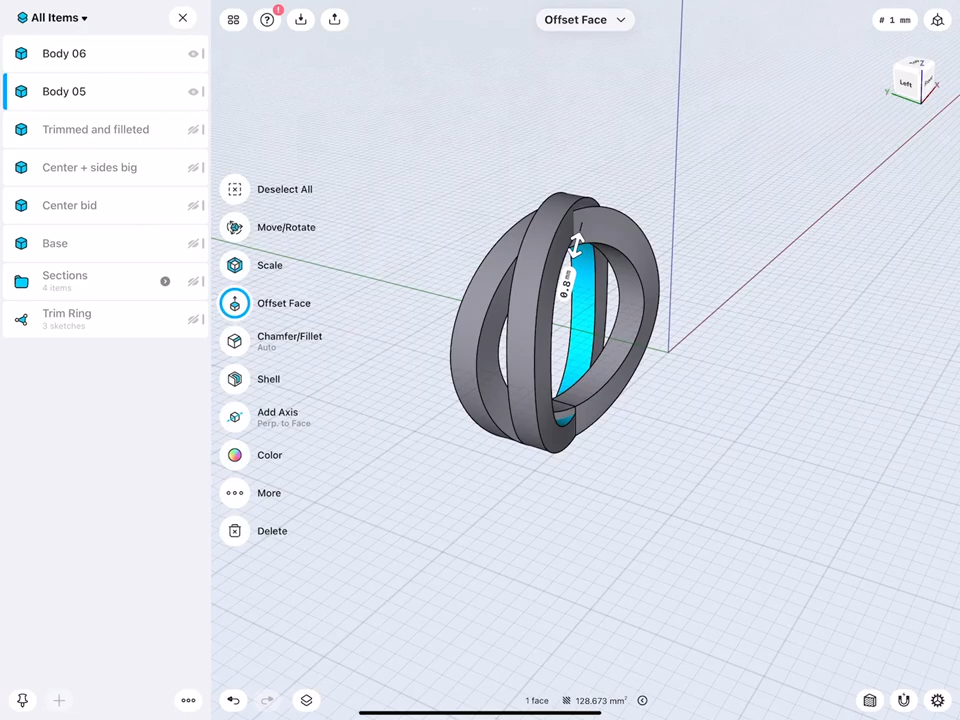 All Items
Body 06
Body 05
Trimmed and filleted
Center + sides big
Center bid
Base
Sections
4 items
Trim Ring
3 sketches
Offset Face
# 1 mm
Deselect All
Move/Rotate
Scale
Offset Face
Chamfer/Fillet
Auto
Shell
Add Axis
Perp. to Face
Color
More
Delete
0.8mm
Left
Z
X
Y
1 face
128.673 mm²